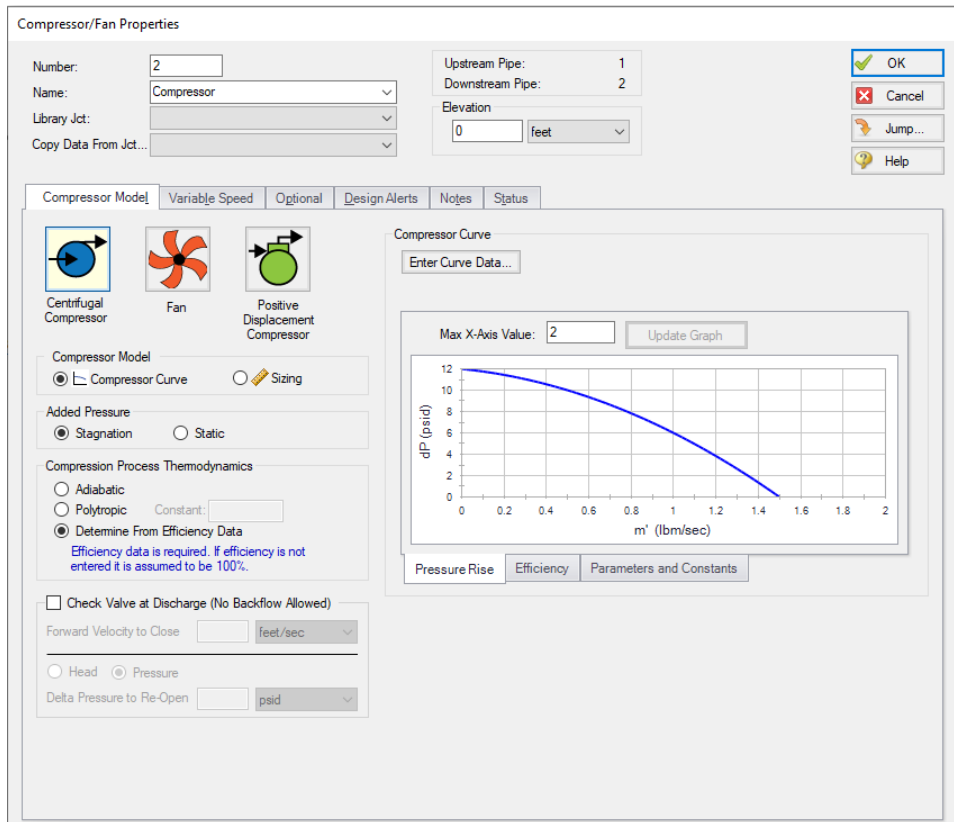 Compressor/Fan Properties
Number: 2
Name: Compressor
Library Jct:
Copy Data From Jct...
Upstream Pipe: 1
Downstream Pipe: 2
Elevation
0 feet
OK
Cancel
Jump...
Help
Compressor Model Variable Speed Optional Design Alerts Notes Status
Centrifugal
Compressor
Fan
Positive
Displacement
Compressor
Compressor Model
Compressor Curve Sizing
Added Pressure
Stagnation Static
Compression Process Thermodynamics
Adiabatic
Polytropic Constant:
Determine From Efficiency Data
Efficiency data is required. If efficiency is not
entered it is assumed to be 100%.
Check Valve at Discharge (No Backflow Allowed)
Forward Velocity to Close feet/sec
Head Pressure
Delta Pressure to Re-Open psid
Compressor Curve
Enter Curve Data...
Max X-Axis Value: 2 Update Graph
dP (psid)
12
10
8
6
4
2
0
0 0.2 0.4 0.6 0.8 1 1.2 1.4 1.6 1.8 2
m' (lbm/sec)
Pressure Rise Efficiency Parameters and Constants